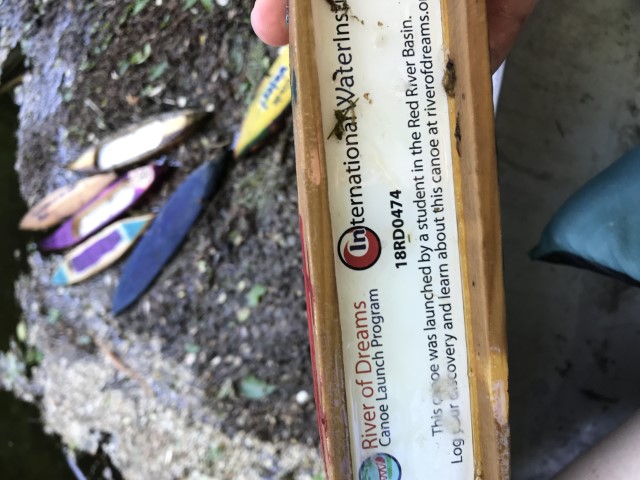 River of Dreams
Canoe Launch Program
International Water
18RD0474
This canoe was launched by a student in the Red River Basin.
Log your discovery and learn about this canoe at riverofdreams.o